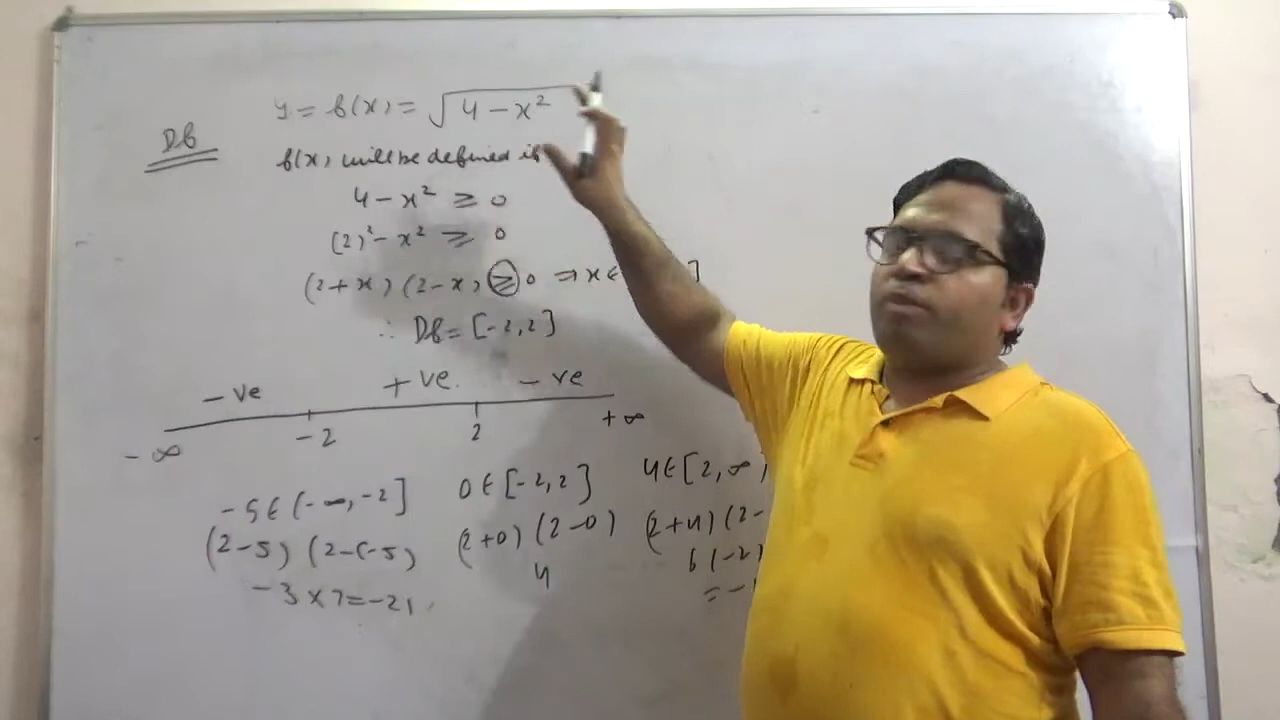 y = f(x) = √4 - x²
Df
f(x) will be defined if
4 - x² ≥ 0
(2)² - x² ≥ 0
(2+x) (2-x) ≥ 0 ⇒ x ∈ ]
∴ Df = [-2,2]
-ve +ve. -ve
-∞ -2 2 +∞
-5 ∈ (-∞, -2] 0 ∈ [-2,2] 4 ∈ [2, ∞)
(2-5) (2-(-5) (2+0) (2-0) (2+4) (2-
-3 × 7 = -21 4 6 (-2)
= -1